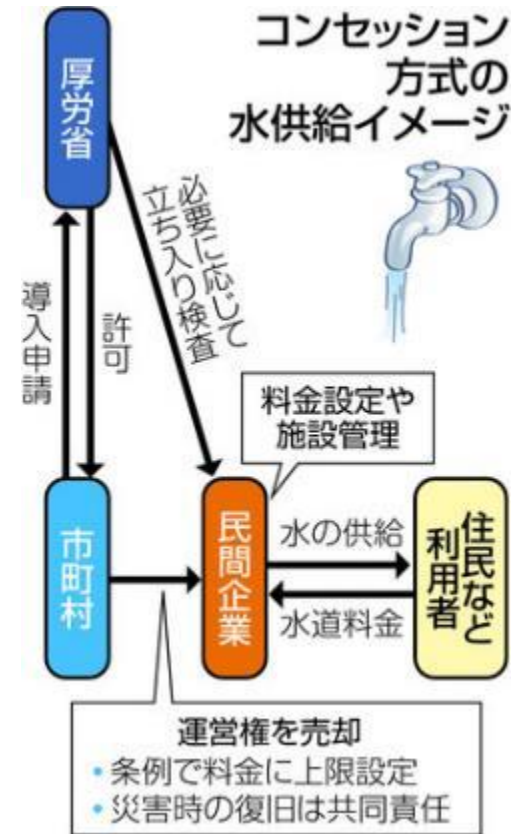 コンセッション
方式の
水供給イメージ
厚労省
必要に応じて
立ち入り検査
導入申請
許可
料金設定や
施設管理
市町村
民間企業
水の供給
水道料金
住民など
利用者
運営権を売却
・条例で料金に上限設定
・災害時の復旧は共同責任